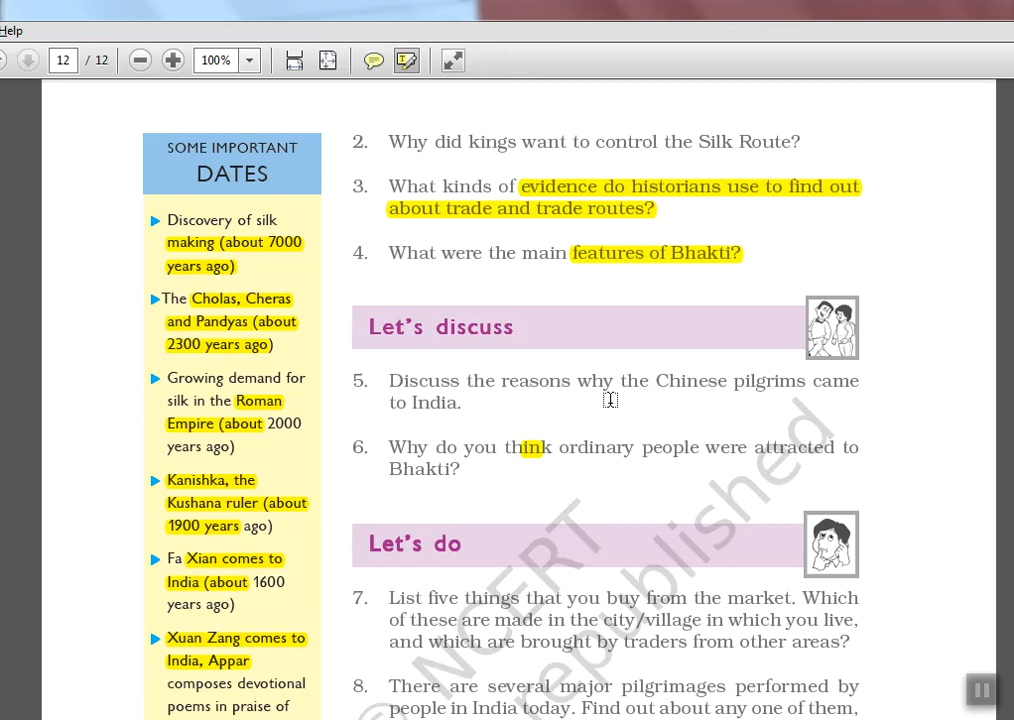 Help
12 / 12
100%
SOME IMPORTANT
DATES
Discovery of silk
making (about 7000
years ago)
The Cholas, Cheras
and Pandyas (about
2300 years ago)
Growing demand for
silk in the Roman
Empire (about 2000
years ago)
Kanishka, the
Kushana ruler (about
1900 years ago)
Fa Xian comes to
India (about 1600
years ago)
Xuan Zang comes to
India, Appar
composes devotional
poems in praise of
2. Why did kings want to control the Silk Route?
3. What kinds of evidence do historians use to find out
about trade and trade routes?
4. What were the main features of Bhakti?
Let's discuss
5. Discuss the reasons why the Chinese pilgrims came
to India.
6. Why do you think ordinary people were attracted to
Bhakti?
Let's do
7. List five things that you buy from the market. Which
of these are made in the city/village in which you live,
and which are brought by traders from other areas?
8. There are several major pilgrimages performed by
people in India today. Find out about any one of them,
© NCERT
republished